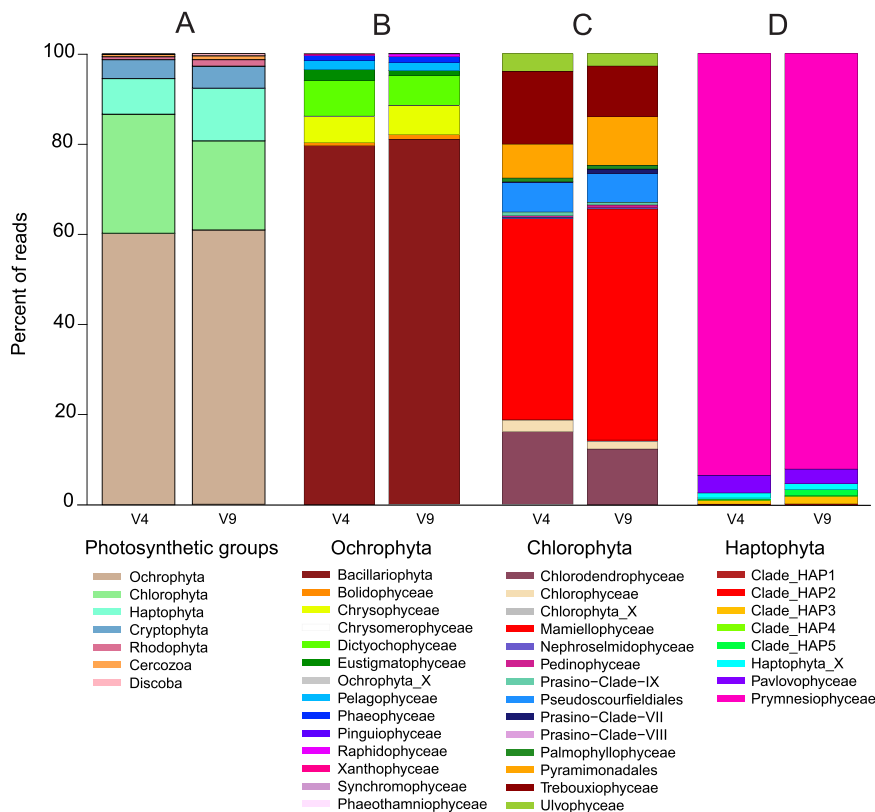 A B C D
Percent of reads
100
80
60
40
20
0
V4 V9 V4 V9 V4 V9 V4 V9
Photosynthetic groups
Ochrophyta
Chlorophyta
Haptophyta
Cryptophyta
Rhodophyta
Cercozoa
Discoba
Ochrophyta
Bacillariophyta
Bolidophyceae
Chrysophyceae
Chrysomerophyceae
Dictyochophyceae
Eustigmatophyceae
Ochrophyta_X
Pelagophyceae
Phaeophyceae
Pinguiophyceae
Raphidophyceae
Xanthophyceae
Synchromophyceae
Phaeothamniophyceae
Chlorophyta
Chlorodendrophyceae
Chlorophyceae
Chlorophyta_X
Mamiellophyceae
Nephroselmidophyceae
Pedinophyceae
Prasino−Clade−IX
Pseudoscourfieldiales
Prasino−Clade−VII
Prasino−Clade−VIII
Palmophyllophyceae
Pyramimonadales
Trebouxiophyceae
Ulvophyceae
Haptophyta
Clade_HAP1
Clade_HAP2
Clade_HAP3
Clade_HAP4
Clade_HAP5
Haptophyta_X
Pavlovophyceae
Prymnesiophyceae